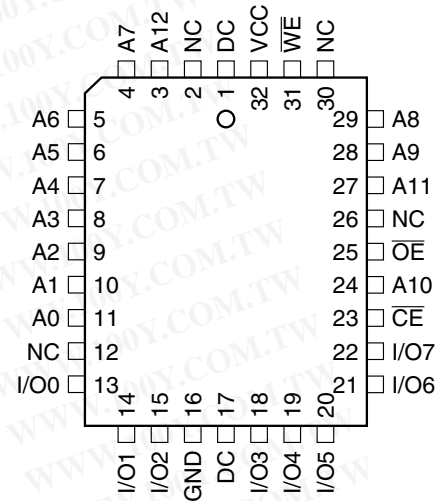 A7 A12 NC DC VCC W̅E̅ NC
4 3 2 1 32 31 30
A6 5 29 A8
A5 6 28 A9
A4 7 27 A11
A3 8 26 NC
A2 9 25 O̅E̅
A1 10 24 A10
A0 11 23 C̅E̅
NC 12 22 I/O7
I/O0 13 21 I/O6
14 15 16 17 18 19 20
I/O1 I/O2 GND DC I/O3 I/O4 I/O5
WWW.100Y.COM.TW